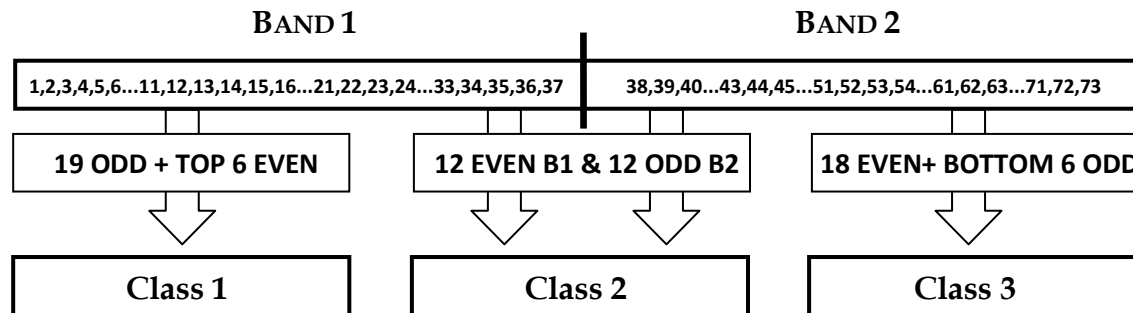 BAND 1 BAND 2
1,2,3,4,5,6...11,12,13,14,15,16...21,22,23,24...33,34,35,36,37 38,39,40...43,44,45...51,52,53,54...61,62,63...71,72,73
19 ODD + TOP 6 EVEN 12 EVEN B1 & 12 ODD B2 18 EVEN+ BOTTOM 6 ODD
Class 1 Class 2 Class 3